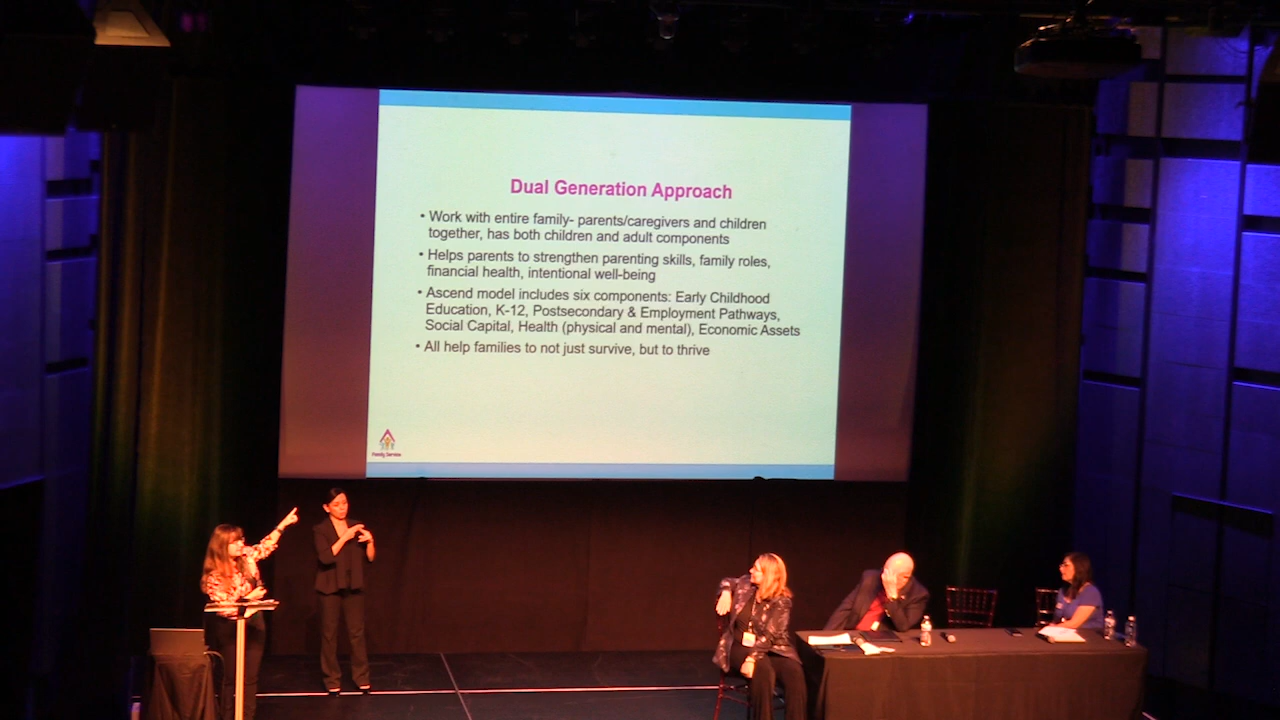 Dual Generation Approach
• Work with entire family- parents/caregivers and children
together, has both children and adult components
• Helps parents to strengthen parenting skills, family roles,
financial health, intentional well-being
• Ascend model includes six components: Early Childhood
Education, K-12, Postsecondary & Employment Pathways,
Social Capital, Health (physical and mental), Economic Assets
• All help families to not just survive, but to thrive
Family Service